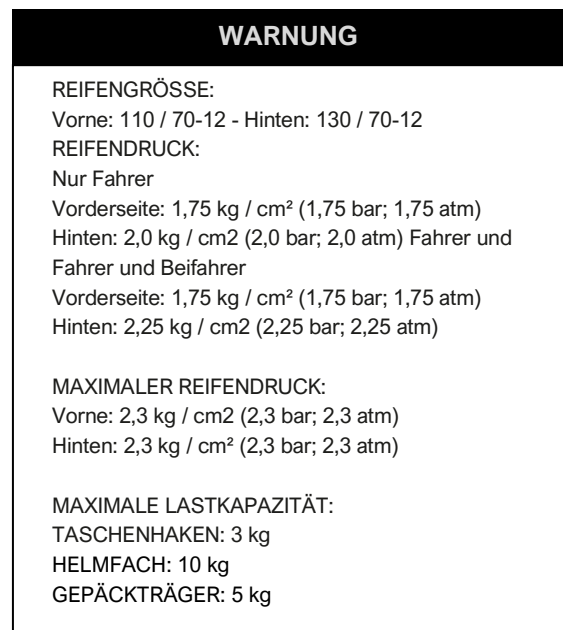 WARNUNG
REIFENGRÖSSE:
Vorne: 110 / 70-12 - Hinten: 130 / 70-12
REIFENDRUCK:
Nur Fahrer
Vorderseite: 1,75 kg / cm² (1,75 bar; 1,75 atm)
Hinten: 2,0 kg / cm2 (2,0 bar; 2,0 atm) Fahrer und
Fahrer und Beifahrer
Vorderseite: 1,75 kg / cm² (1,75 bar; 1,75 atm)
Hinten: 2,25 kg / cm2 (2,25 bar; 2,25 atm)
MAXIMALER REIFENDRUCK:
Vorne: 2,3 kg / cm2 (2,3 bar; 2,3 atm)
Hinten: 2,3 kg / cm² (2,3 bar; 2,3 atm)
MAXIMALE LASTKAPAZITÄT:
TASCHENHAKEN: 3 kg
HELMFACH: 10 kg
GEPÄCKTRÄGER: 5 kg